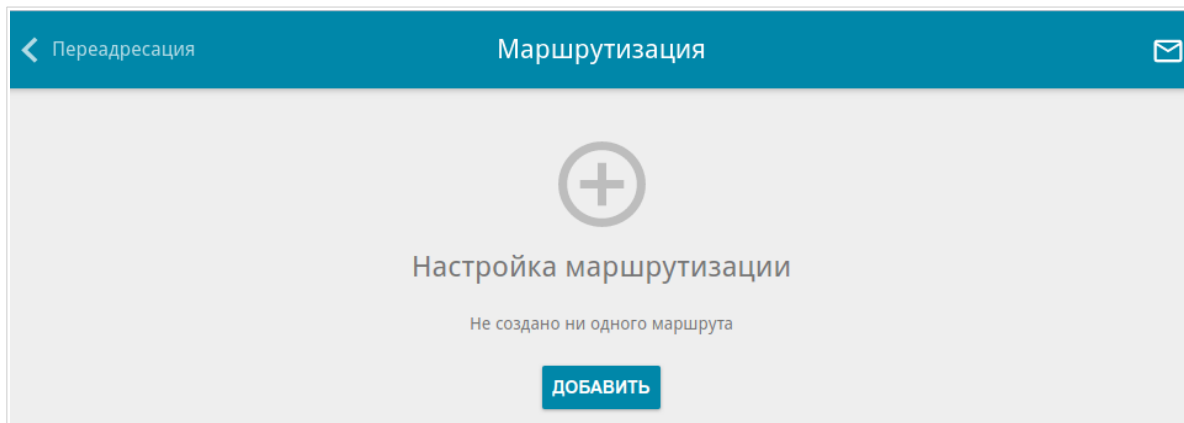 Переадресация
Маршрутизация
Настройка маршрутизации
Не создано ни одного маршрута
ДОБАВИТЬ